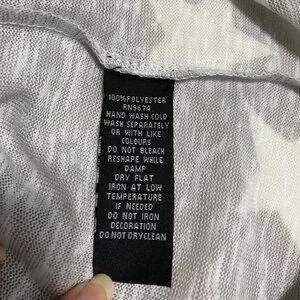 100%POLYESTER
RN9674
HAND WASH COLD
WASH SEPARATELY
OR WITH LIKE
COLOURS
DO NOT BLEACH
RESHAPE WHILE
DAMP
DRY FLAT
IRON AT LOW
TEMPERATURE
IF NEEDED
DO NOT IRON
DECORATION
DO NOT DRYCLEAN